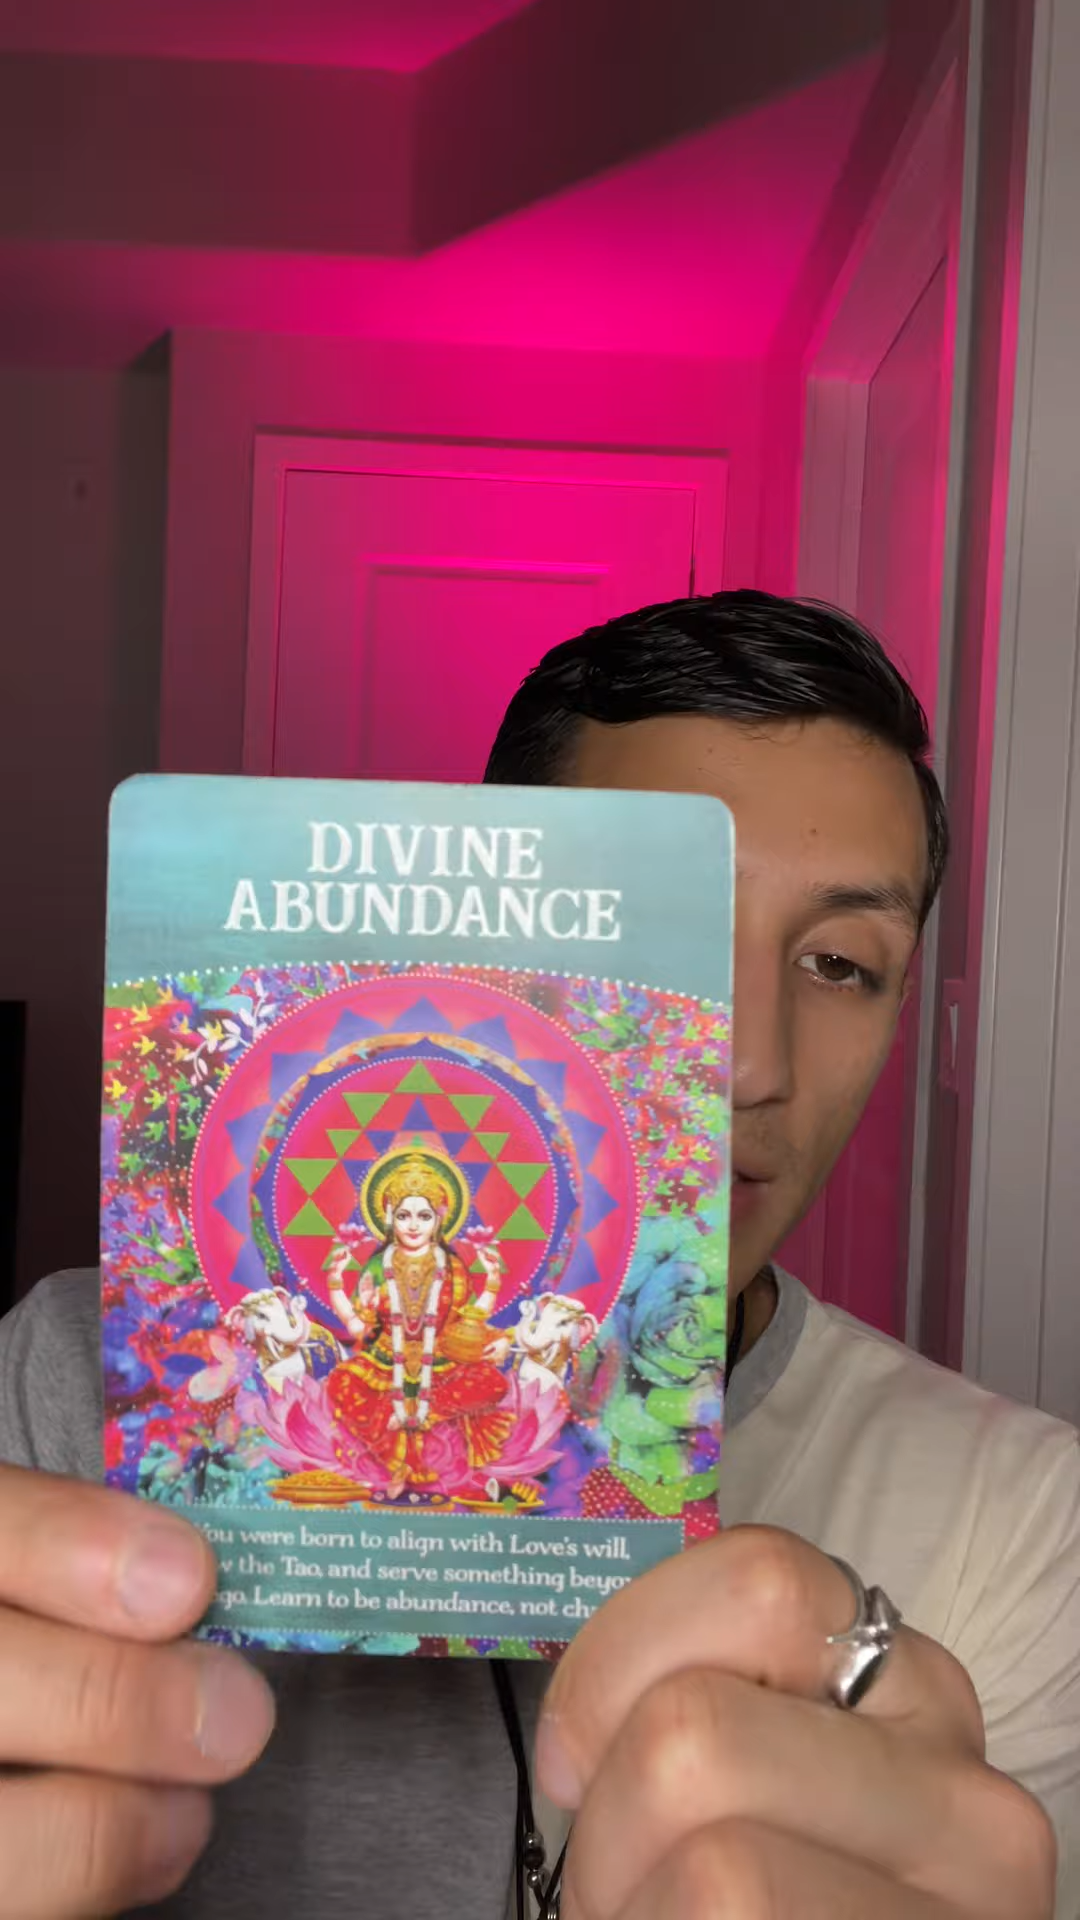 DIVINE
ABUNDANCE
You were born to align with Love's will,
the Tao, and serve something
Learn to be abundance, not